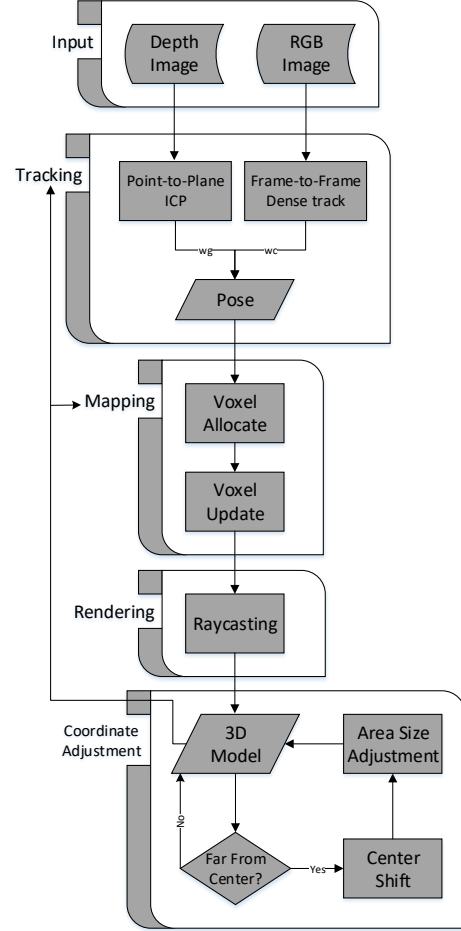 Input
Depth
Image
RGB
Image
Tracking
Point-to-Plane
ICP
Frame-to-Frame
Dense track
wg
wc
Pose
Mapping
Voxel
Allocate
Voxel
Update
Rendering
Raycasting
Coordinate
Adjustment
3D
Model
Area Size
Adjustment
No
Far From
Center?
Yes
Center
Shift